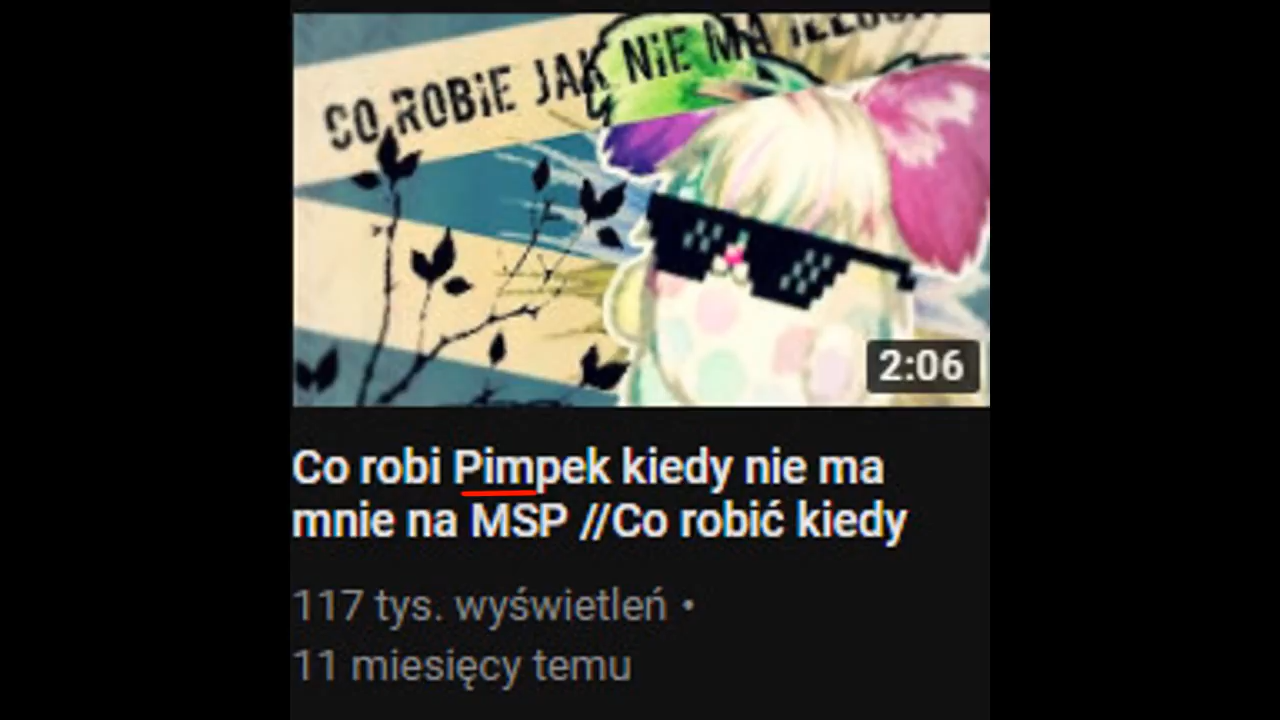 CO ROBiE JAK NiE MA
2:06
Co robi Pimpek kiedy nie ma
mnie na MSP //Co robić kiedy
117 tys. wyświetleń •
11 miesięcy temu